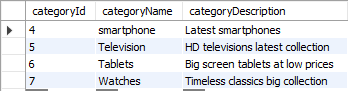 categoryId categoryName categoryDescription
4 smartphone Latest smartphones
5 Television HD televisions latest collection
6 Tablets Big screen tablets at low prices
7 Watches Timeless classics big collection